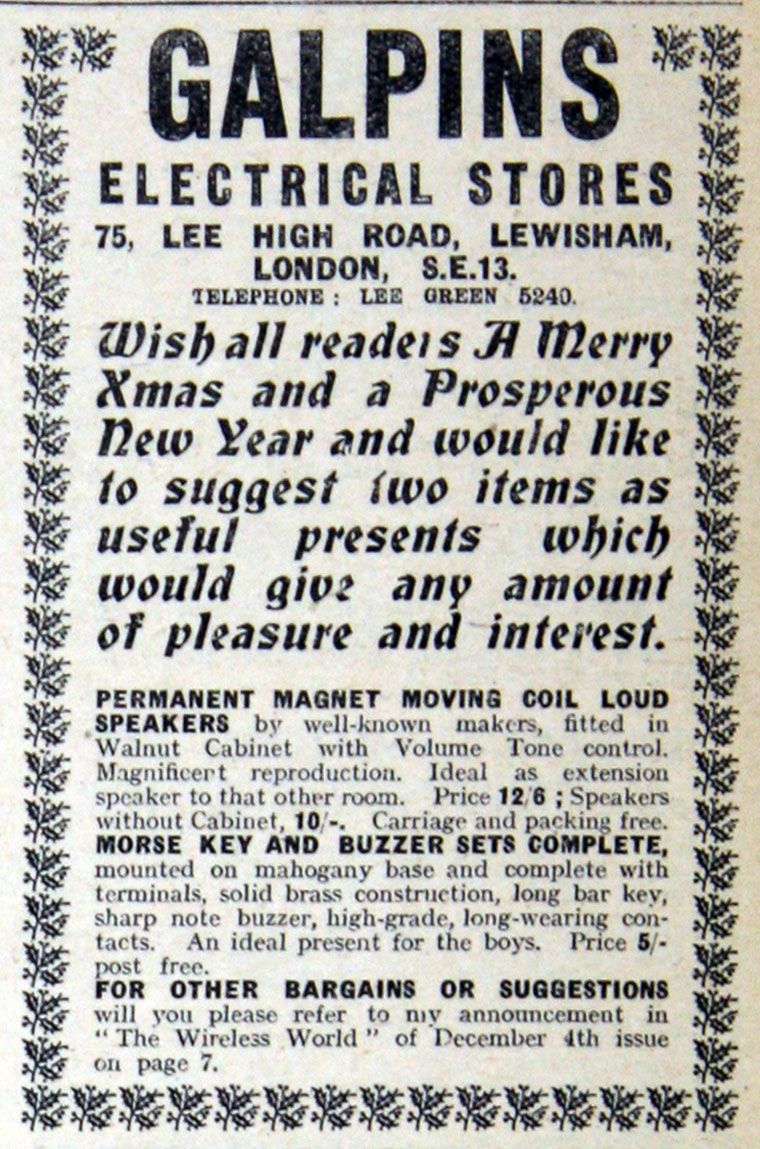 GALPINS
ELECTRICAL STORES
75, LEE HIGH ROAD, LEWISHAM,
LONDON, S.E.13.
TELEPHONE : LEE GREEN 5240.
Wish all readers A Merry
Xmas and a Prosperous
New Year and would like
to suggest two items as
useful presents which
would give any amount
of pleasure and interest.
PERMANENT MAGNET MOVING COIL LOUD
SPEAKERS by well-known makers, fitted in
Walnut Cabinet with Volume Tone control.
Magnificent reproduction. Ideal as extension
speaker to that other room. Price 12/6 ; Speakers
without Cabinet, 10/-. Carriage and packing free.
MORSE KEY AND BUZZER SETS COMPLETE,
mounted on mahogany base and complete with
terminals, solid brass construction, long bar key,
sharp note buzzer, high-grade, long-wearing con-
tacts. An ideal present for the boys. Price 5/-
post free.
FOR OTHER BARGAINS OR SUGGESTIONS
will you please refer to my announcement in
" The Wireless World " of December 4th issue
on page 7.